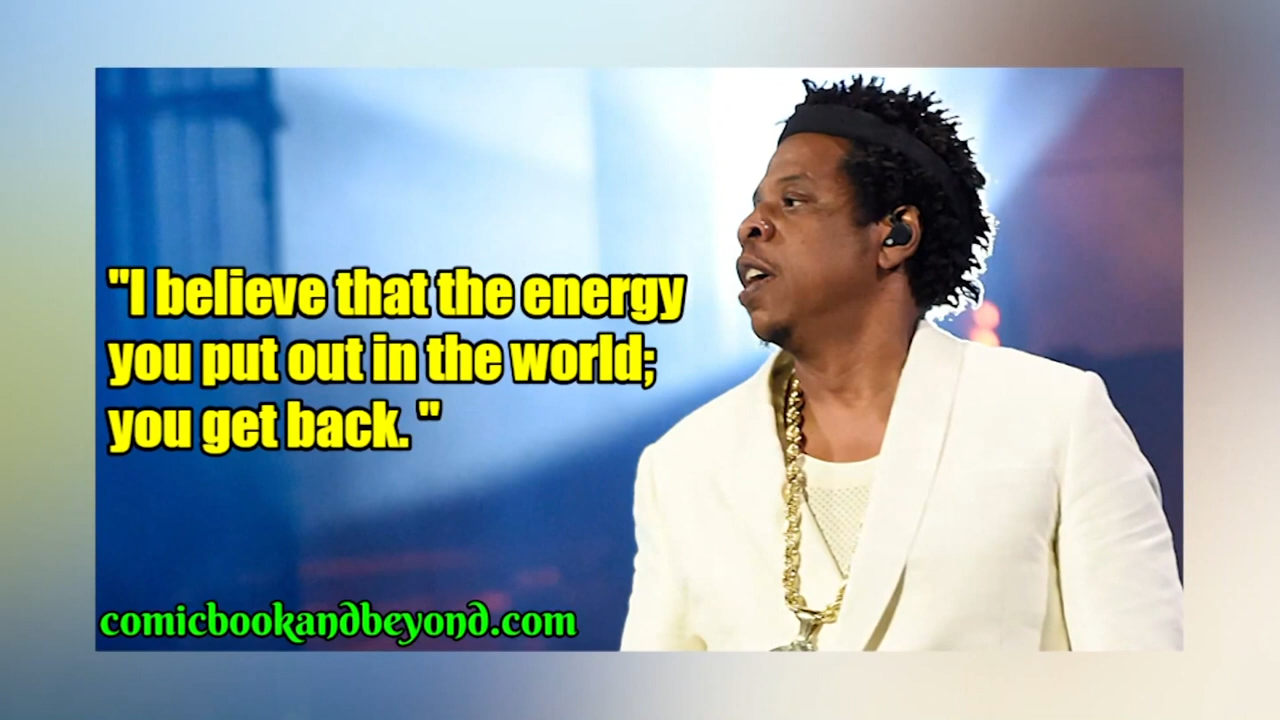 "I believe that the energy
you put out in the world;
you get back. "
comicbookandbeyond.com